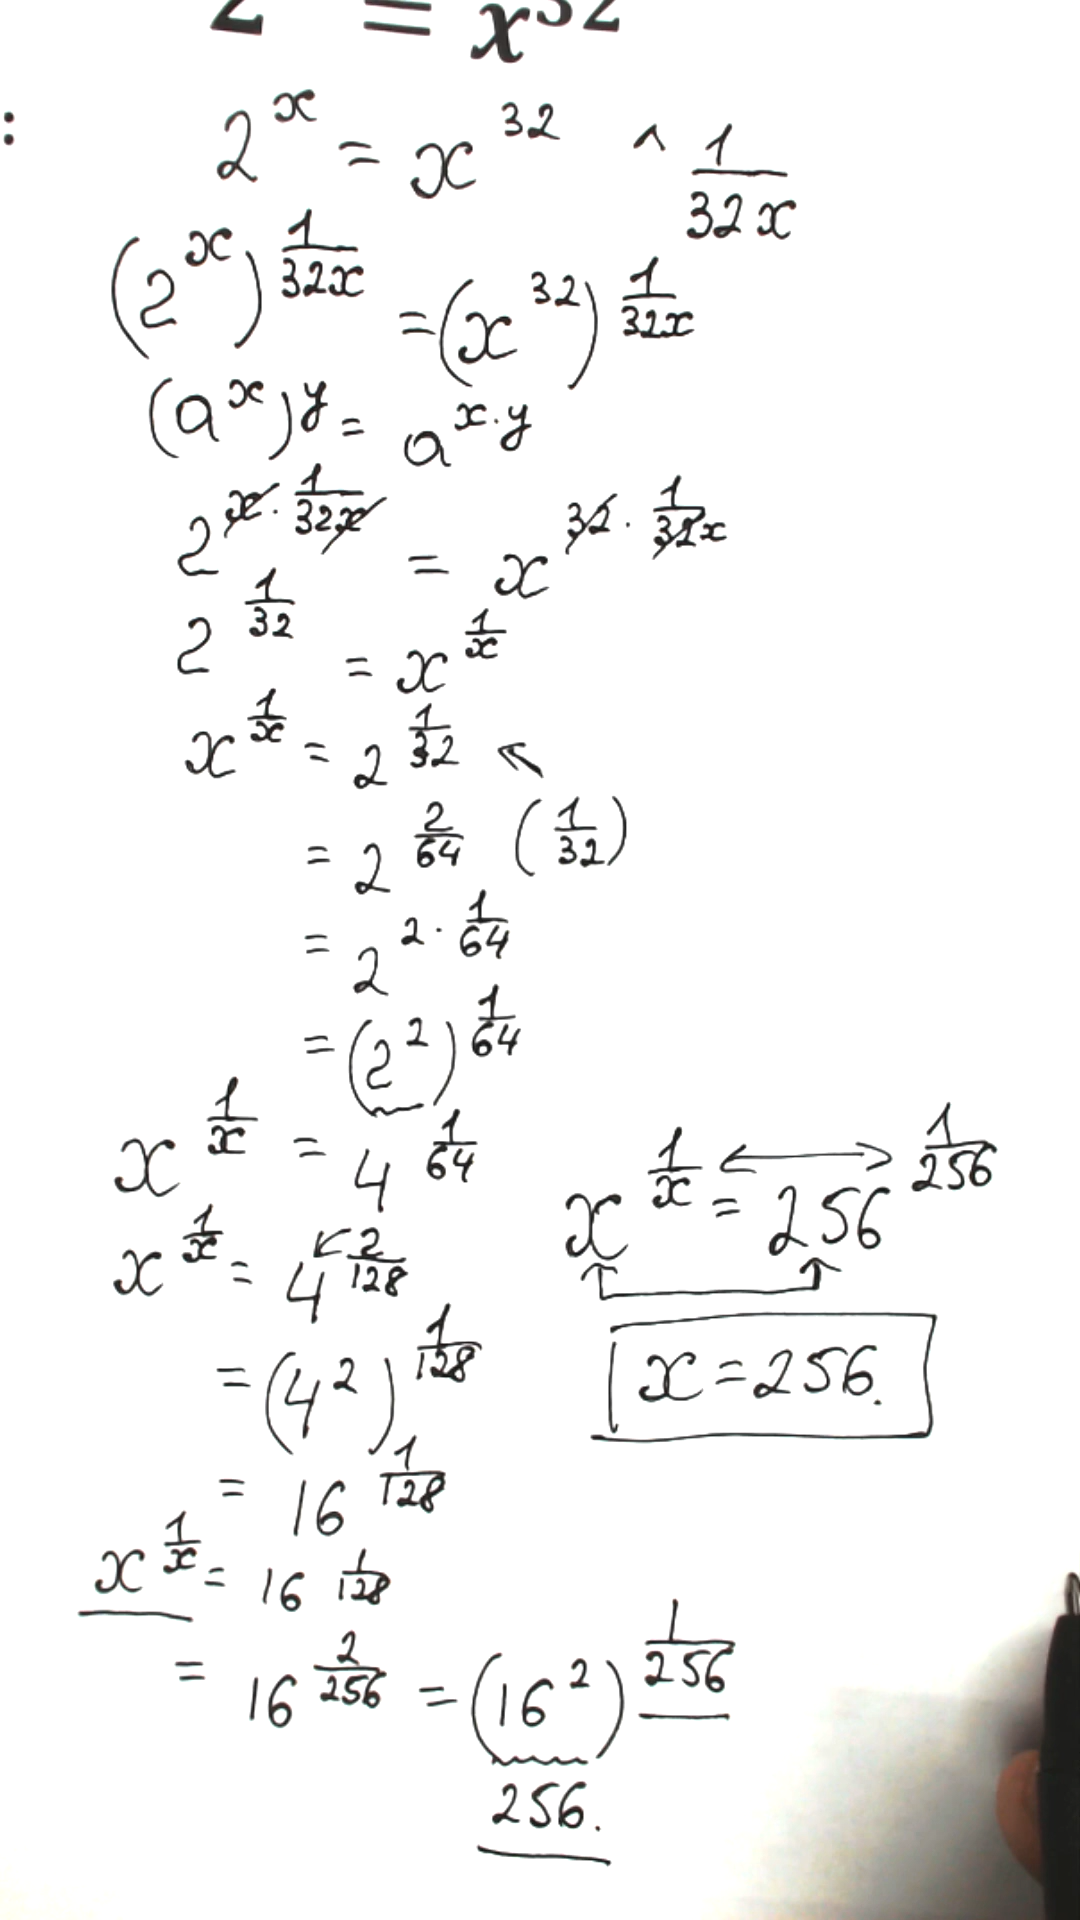 2 = x^32
:
2^x = x^32 ^ 1/(32x)
(2^x)^(1/(32x)) = (x^32)^(1/(32x))
(a^x)^y = a^(x·y)
2^(x · 1/(32x)) = x^(32 · 1/(32x))
2^(1/32) = x^(1/x)
x^(1/x) = 2^(1/32) ↖
= 2^(2/64) (1/32)
= 2^(2 · 1/64)
= (2^2)^(1/64)
x^(1/x) = 4^(1/64)
x^(1/x) = 4^(2/128)
= (4^2)^(1/128)
= 16^(1/128)
x^(1/x) = 16^(1/128)
= 16^(2/256) = (16^2)^(1/256)
256.
x^(1/x) = 256^(1/256)
x = 256.